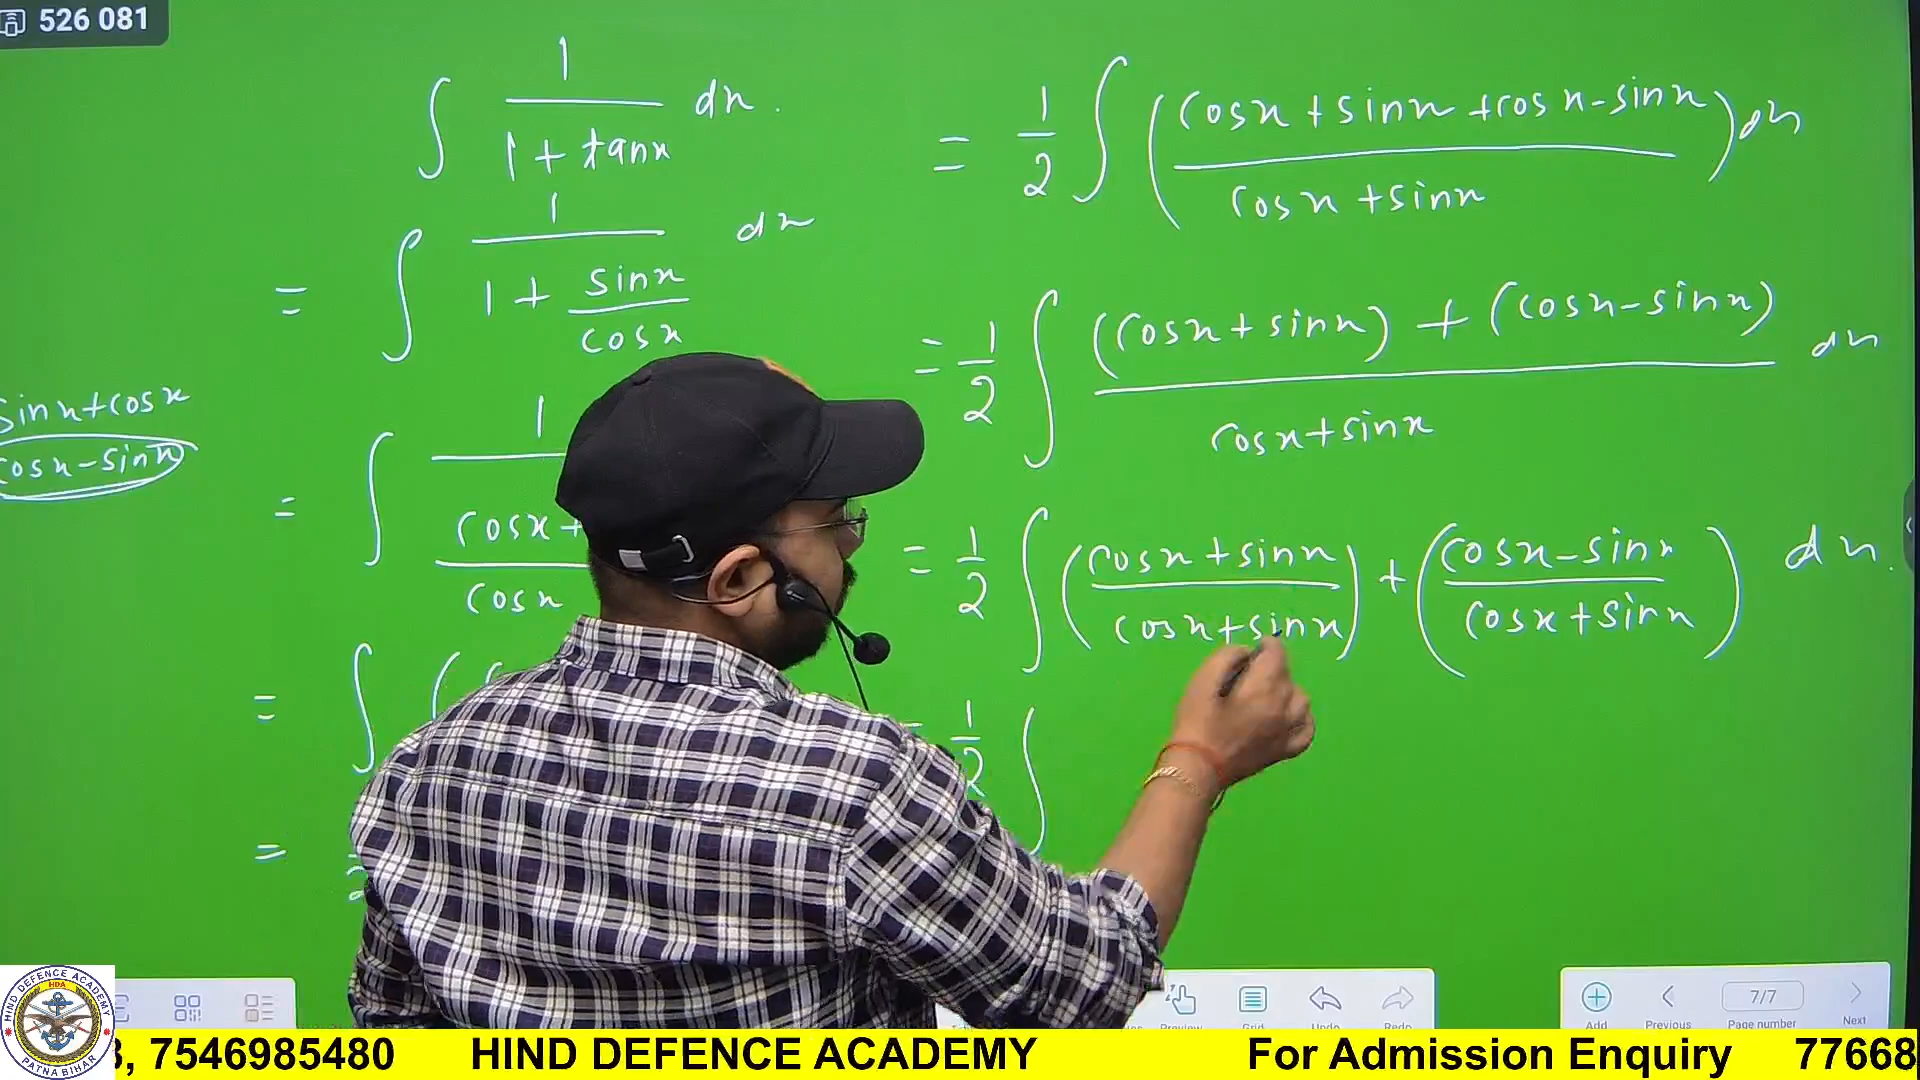 526 081
∫ 1/(1 + tanx) dx.
= ∫ 1/(1 + sinx/cosx) dx
sinx+cosx
cosx-sinx
= ∫ 1/((cosx+ /cosx
= ∫ (
=
= 1/2 ∫ ((cosx + sinx + cosx - sinx)/(cosx + sinx)) dx
= 1/2 ∫ ((cosx + sinx) + (cosx - sinx))/(cosx + sinx) dx
= 1/2 ∫ ((cosx + sinx)/(cosx + sinx)) + ((cosx - sinx)/(cosx + sinx)) dx.
= 1/2 ∫
Preview Grid Undo Redo
Add Previous 7/7 Page number Next
HIND DEFENCE ACADEMY
HDA
PATNA BIHAR
, 7546985480 HIND DEFENCE ACADEMY For Admission Enquiry 77668